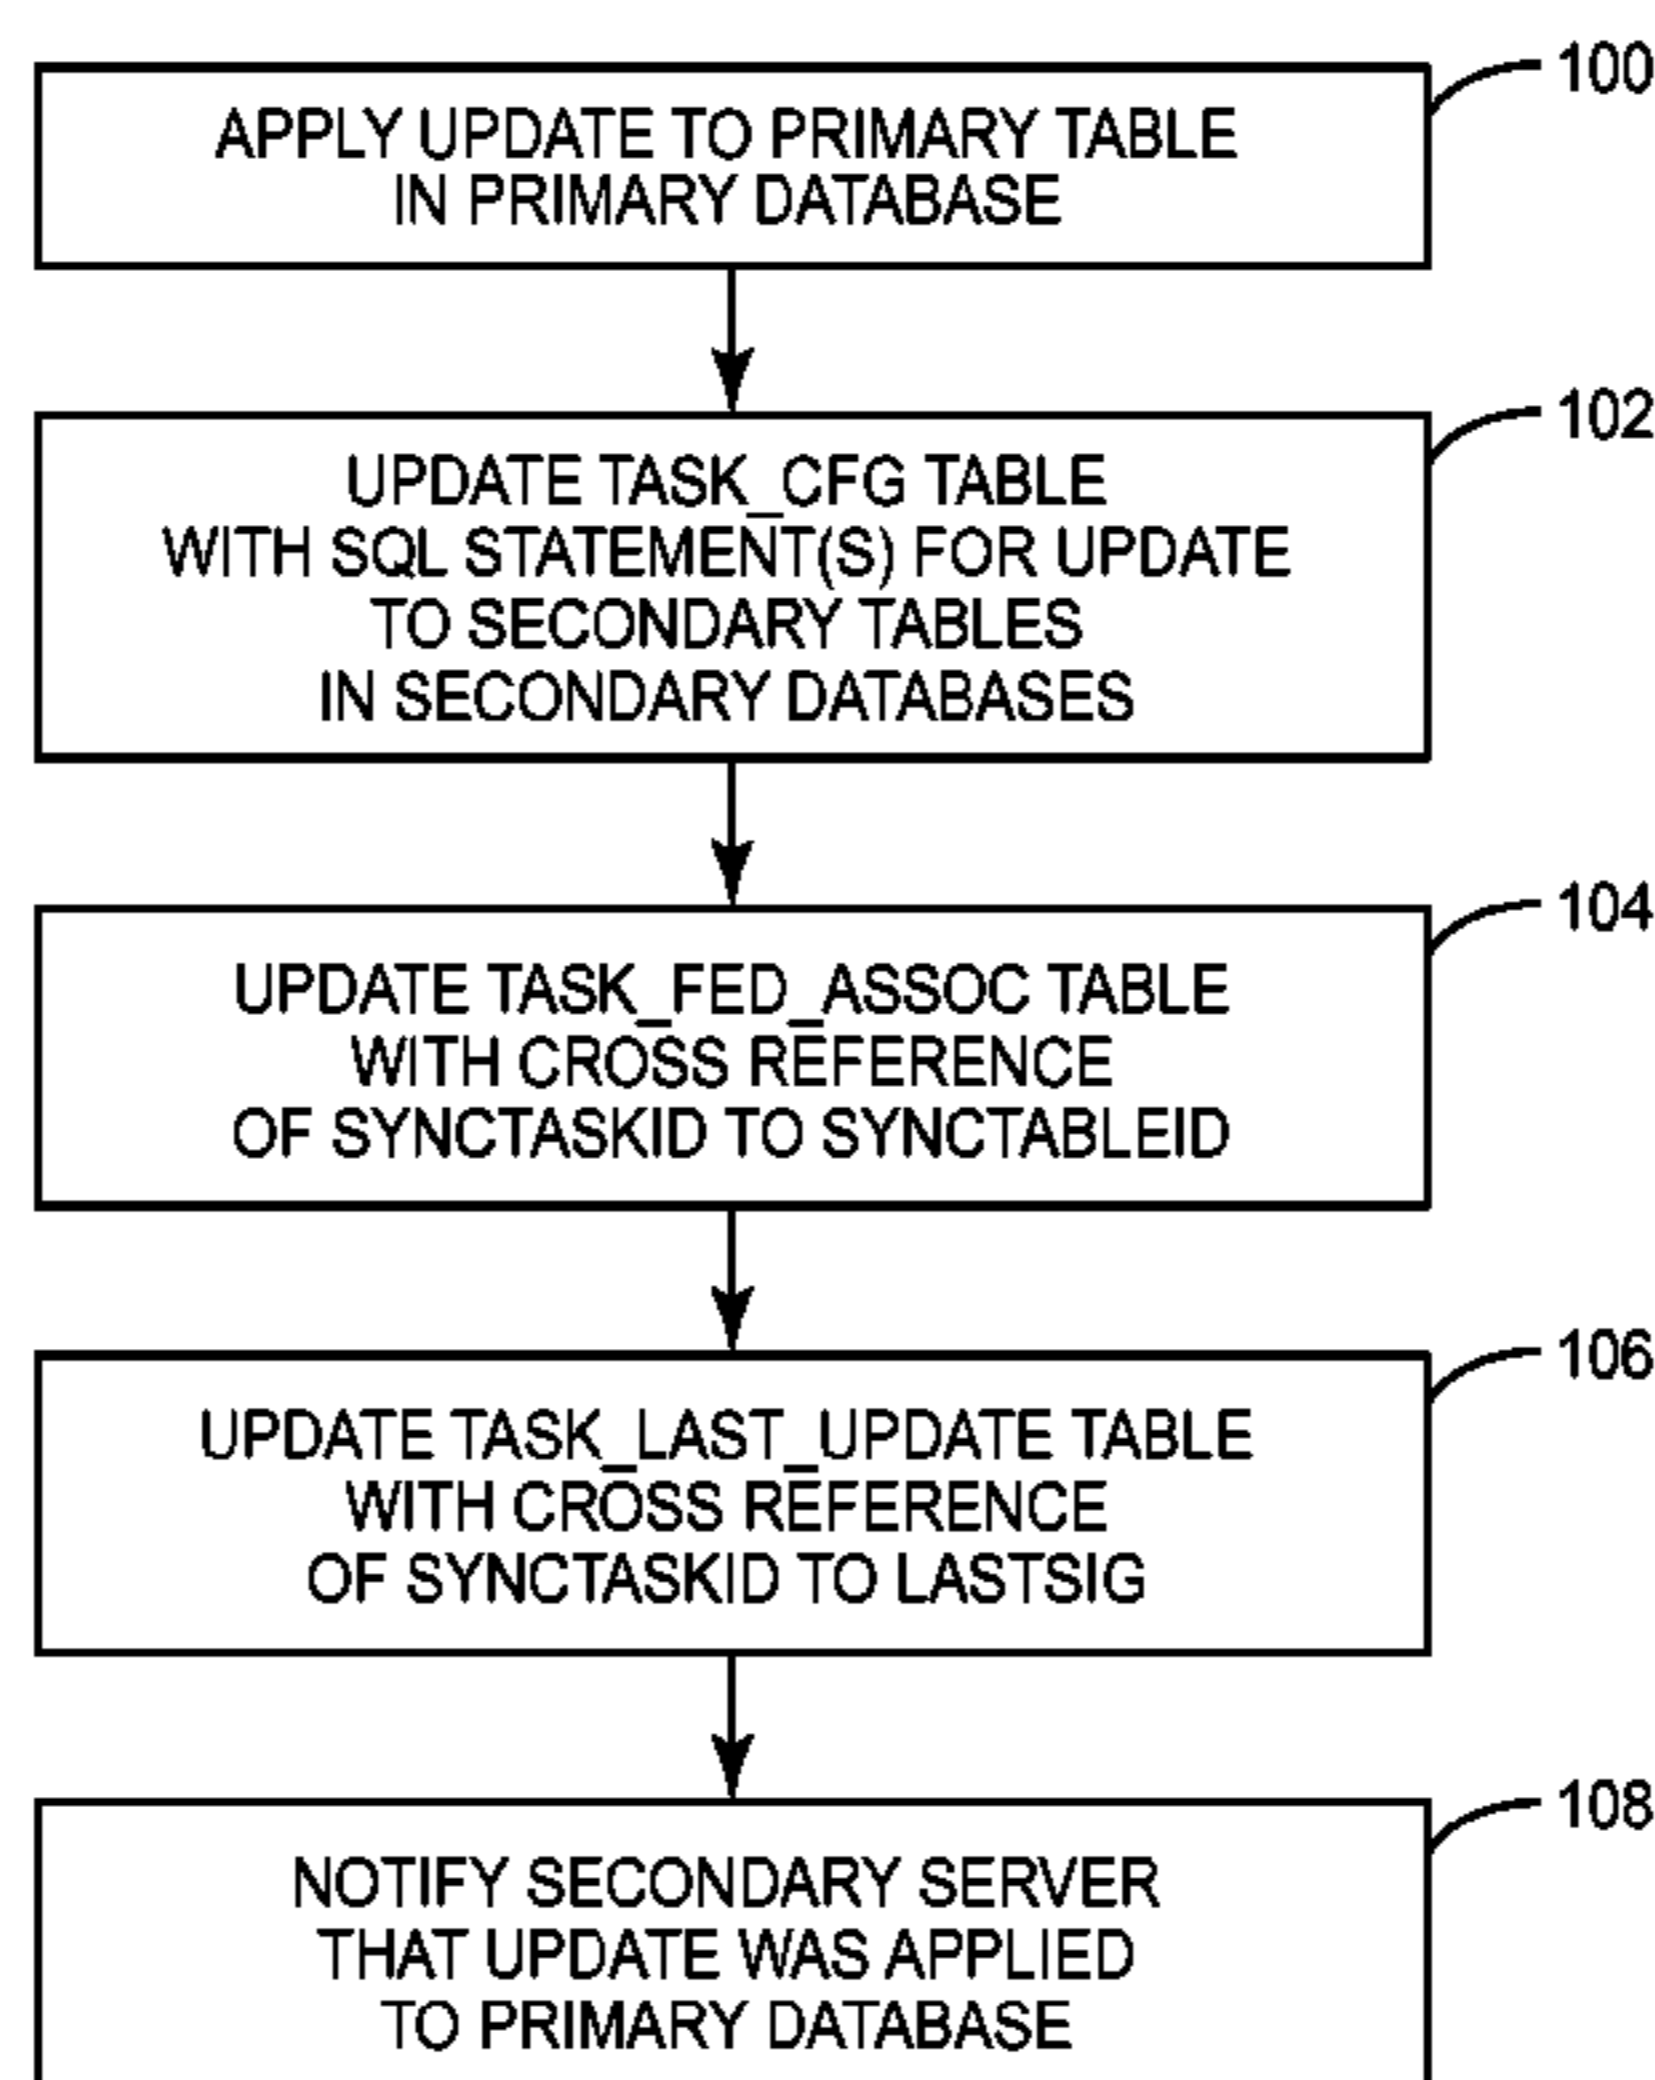 100
APPLY UPDATE TO PRIMARY TABLE
IN PRIMARY DATABASE
102
UPDATE TASK_CFG TABLE
WITH SQL STATEMENT(S) FOR UPDATE
TO SECONDARY TABLES
IN SECONDARY DATABASES
104
UPDATE TASK_FED_ASSOC TABLE
WITH CROSS REFERENCE
OF SYNCTASKID TO SYNCTABLEID
106
UPDATE TASK_LAST_UPDATE TABLE
WITH CROSS REFERENCE
OF SYNCTASKID TO LASTSIG
108
NOTIFY SECONDARY SERVER
THAT UPDATE WAS APPLIED
TO PRIMARY DATABASE